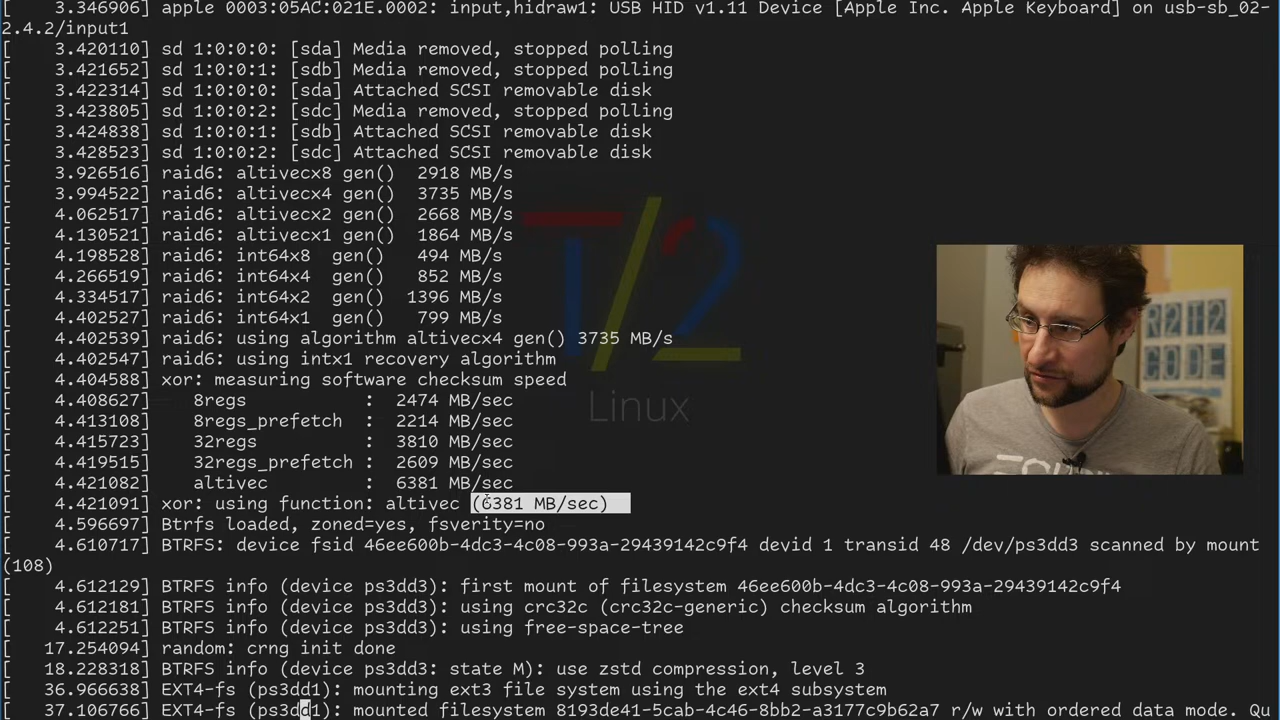 [    3.346906] apple 0003:05AC:021E.0002: input,hidraw1: USB HID v1.11 Device [Apple Inc. Apple Keyboard] on usb-sb_02-
2.4.2/input1
[    3.420110] sd 1:0:0:0: [sda] Media removed, stopped polling
[    3.421652] sd 1:0:0:1: [sdb] Media removed, stopped polling
[    3.422314] sd 1:0:0:0: [sda] Attached SCSI removable disk
[    3.423805] sd 1:0:0:2: [sdc] Media removed, stopped polling
[    3.424838] sd 1:0:0:1: [sdb] Attached SCSI removable disk
[    3.428523] sd 1:0:0:2: [sdc] Attached SCSI removable disk
[    3.926516] raid6: altivecx8 gen()  2918 MB/s
[    3.994522] raid6: altivecx4 gen()  3735 MB/s
[    4.062517] raid6: altivecx2 gen()  2668 MB/s
[    4.130521] raid6: altivecx1 gen()  1864 MB/s
[    4.198528] raid6: int64x8  gen()   494 MB/s
[    4.266519] raid6: int64x4  gen()   852 MB/s
[    4.334517] raid6: int64x2  gen()  1396 MB/s
[    4.402527] raid6: int64x1  gen()   799 MB/s
[    4.402539] raid6: using algorithm altivecx4 gen() 3735 MB/s
[    4.402547] raid6: using intx1 recovery algorithm
[    4.404588] xor: measuring software checksum speed
[    4.408627]    8regs           :  2474 MB/sec
[    4.413108]    8regs_prefetch  :  2214 MB/sec
[    4.415723]    32regs          :  3810 MB/sec
[    4.419515]    32regs_prefetch :  2609 MB/sec
[    4.421082]    altivec         :  6381 MB/sec
[    4.421091] xor: using function: altivec (6381 MB/sec)
[    4.596697] Btrfs loaded, zoned=yes, fsverity=no
[    4.610717] BTRFS: device fsid 46ee600b-4dc3-4c08-993a-29439142c9f4 devid 1 transid 48 /dev/ps3dd3 scanned by mount
(108)
[    4.612129] BTRFS info (device ps3dd3): first mount of filesystem 46ee600b-4dc3-4c08-993a-29439142c9f4
[    4.612181] BTRFS info (device ps3dd3): using crc32c (crc32c-generic) checksum algorithm
[    4.612251] BTRFS info (device ps3dd3): using free-space-tree
[   17.254094] random: crng init done
[   18.228318] BTRFS info (device ps3dd3: state M): use zstd compression, level 3
[   36.966638] EXT4-fs (ps3dd1): mounting ext3 file system using the ext4 subsystem
[   37.106766] EXT4-fs (ps3dd1): mounted filesystem 8193de41-5cab-4c46-8bb2-a3177c9b62a7 r/w with ordered data mode. Qu
T/2
Linux
R2H2
CODE